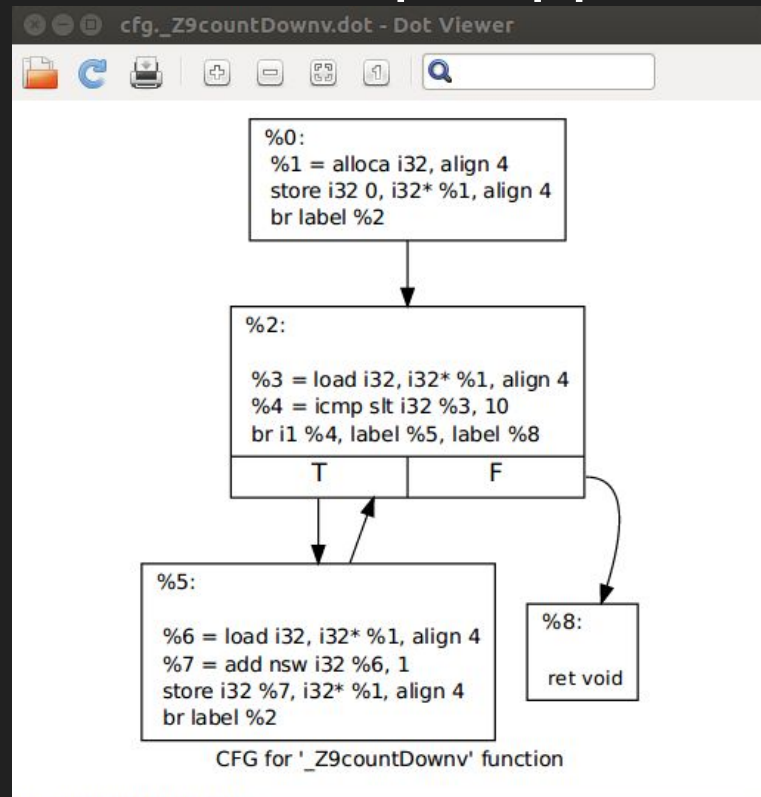 cfg._Z9countDownv.dot - Dot Viewer
%0:
%1 = alloca i32, align 4
store i32 0, i32* %1, align 4
br label %2
%2:
%3 = load i32, i32* %1, align 4
%4 = icmp slt i32 %3, 10
br i1 %4, label %5, label %8
T F
%5:
%6 = load i32, i32* %1, align 4
%7 = add nsw i32 %6, 1
store i32 %7, i32* %1, align 4
br label %2
%8:
ret void
CFG for '_Z9countDownv' function